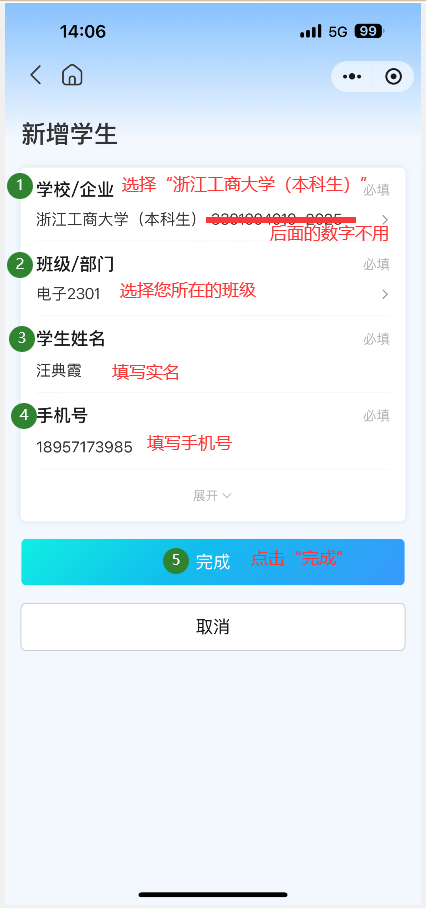 14:06
5G 99
新增学生
1 学校/企业 选择“浙江工商大学（本科生）” 必填
浙江工商大学（本科生）
后面的数字不用
2 班级/部门 必填
电子2301 选择您所在的班级
3 学生姓名 必填
汪典霞 填写实名
4 手机号 必填
18957173985 填写手机号
展开
5 完成 点击“完成”
取消